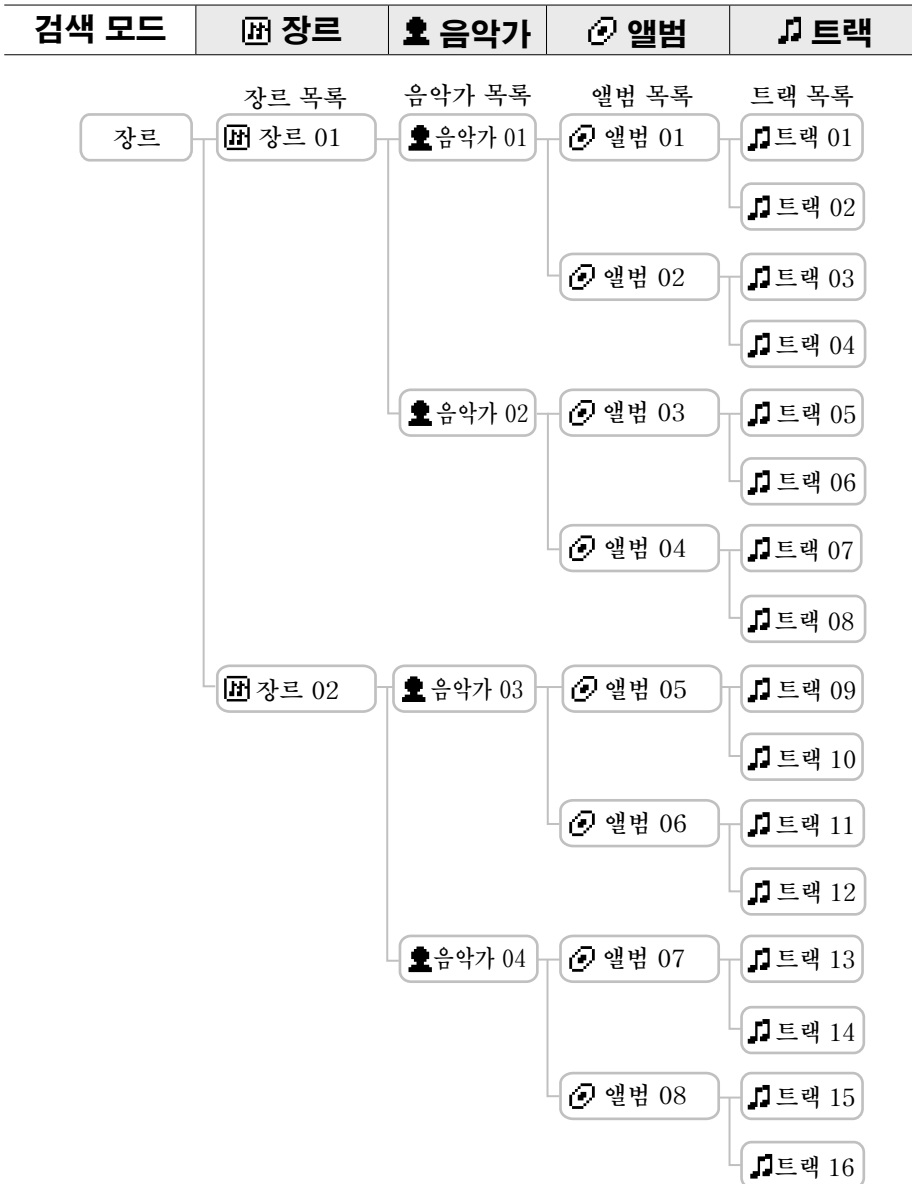 검색 모드 장르 음악가 앨범 트랙
장르 목록 음악가 목록 앨범 목록 트랙 목록
장르 장르 01 음악가 01 앨범 01 트랙 01
트랙 02
앨범 02 트랙 03
트랙 04
음악가 02 앨범 03 트랙 05
트랙 06
앨범 04 트랙 07
트랙 08
장르 02 음악가 03 앨범 05 트랙 09
트랙 10
앨범 06 트랙 11
트랙 12
음악가 04 앨범 07 트랙 13
트랙 14
앨범 08 트랙 15
트랙 16